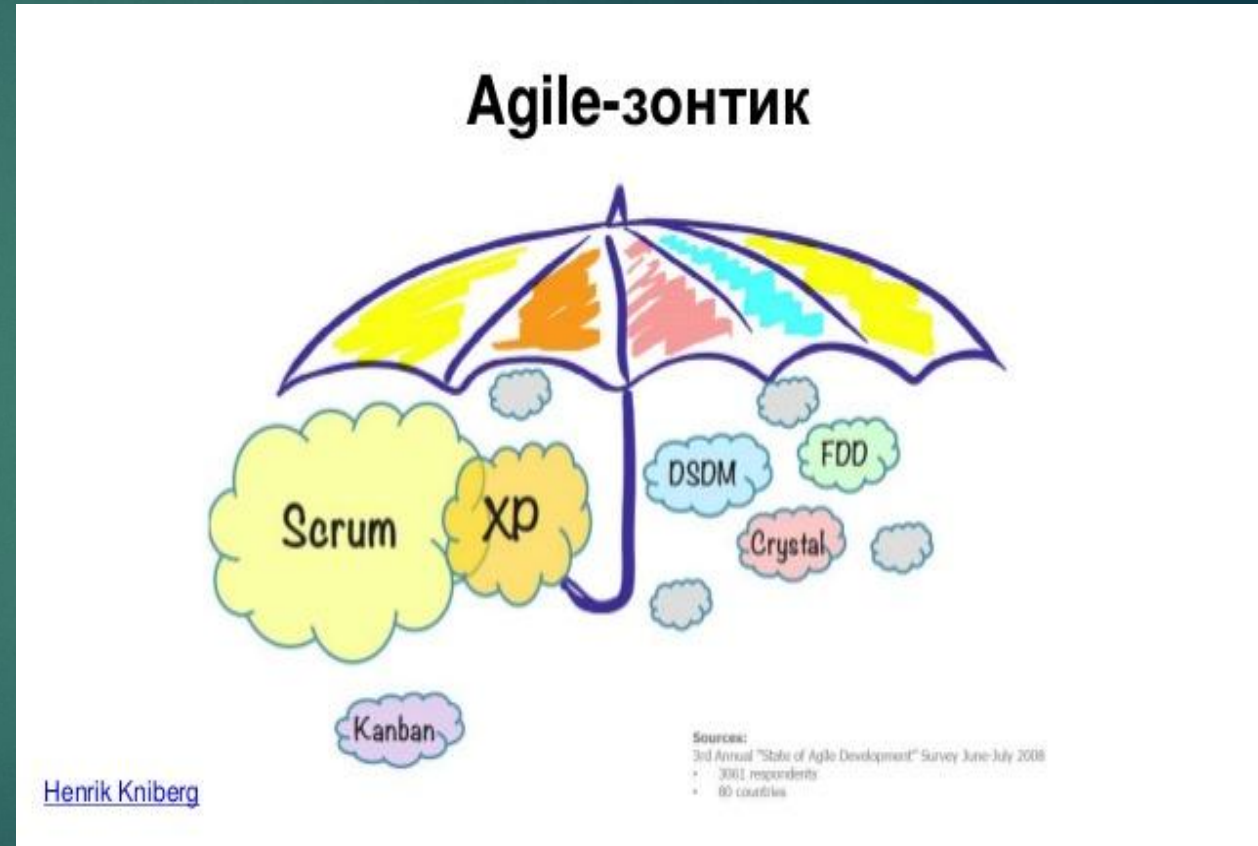 Agile-зонтик
Scrum
XP
DSDM
FDD
Crystal
Kanban
Sources:
3rd Annual "State of Agile Development" Survey June-July 2008
• 3061 respondents
• 80 countries
Henrik Kniberg